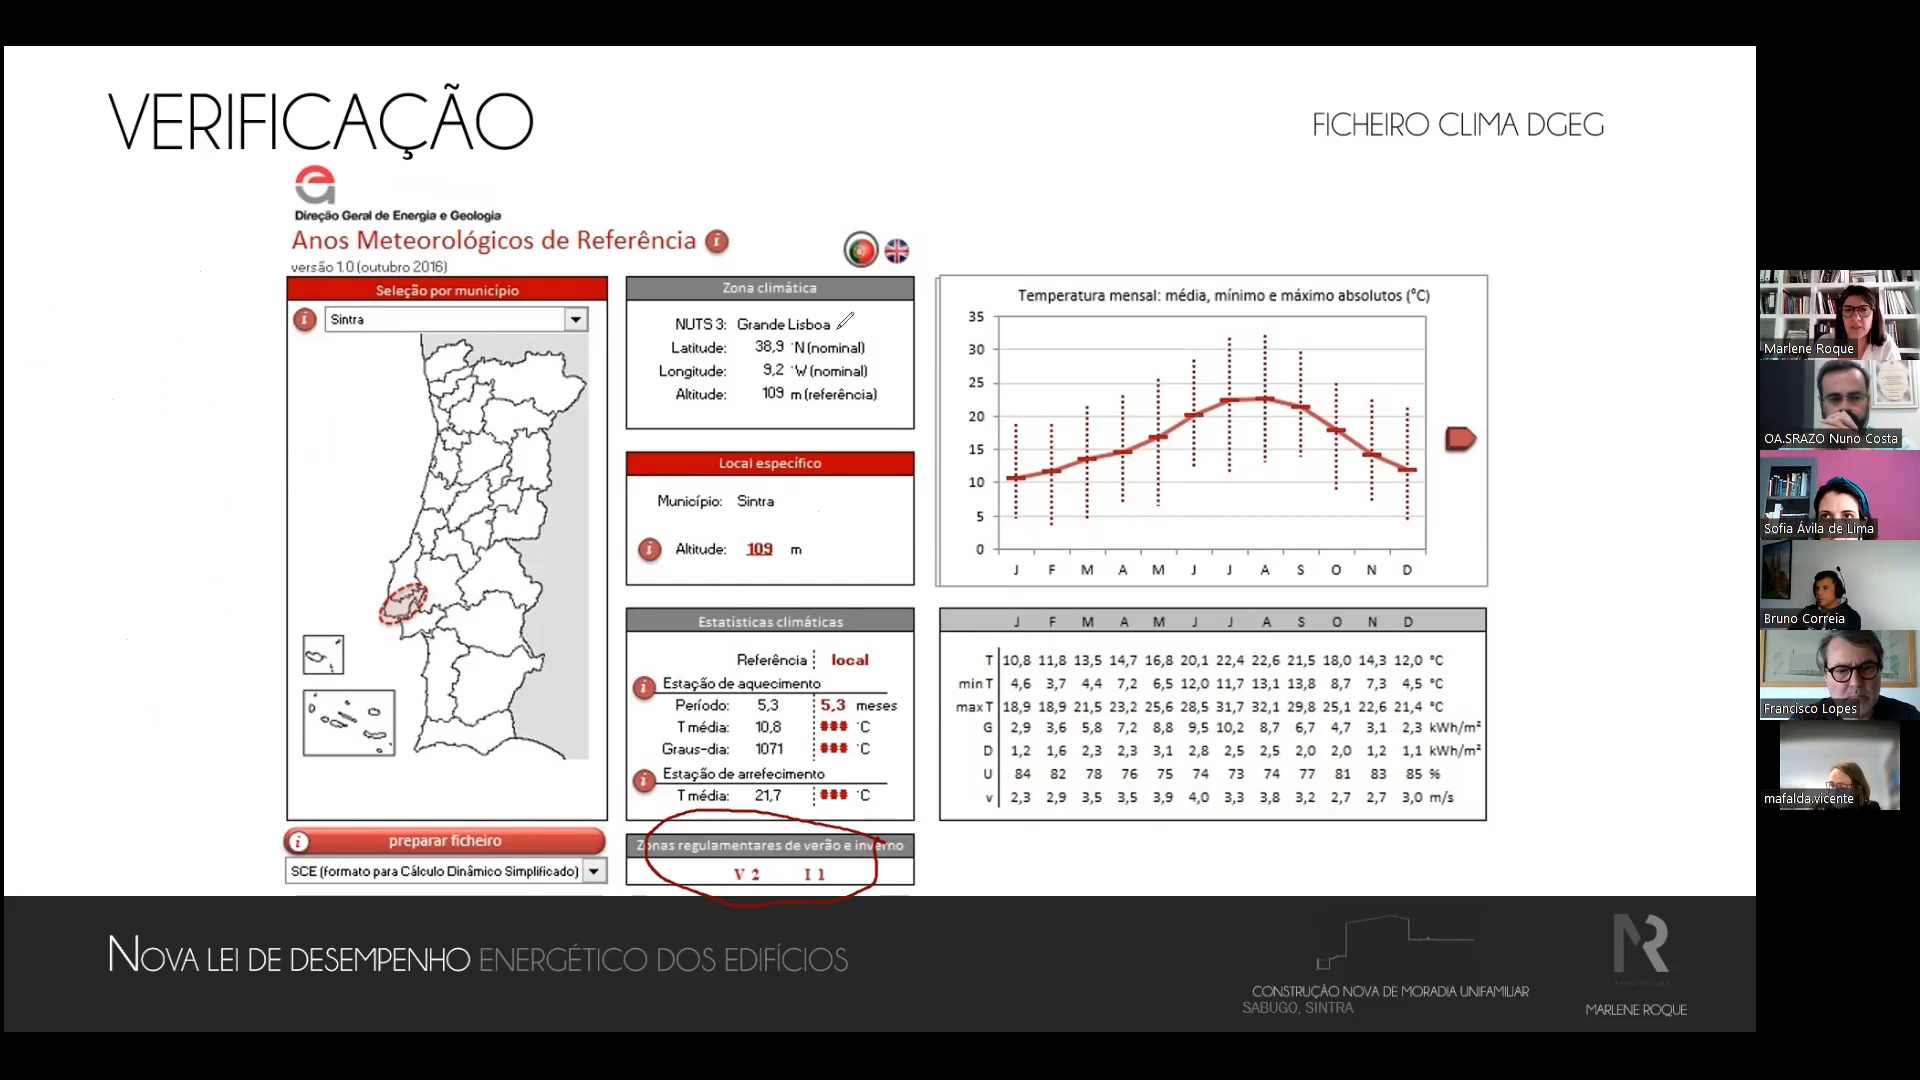 VERIFICAÇÃO
FICHEIRO CLIMA DGEG
Direção Geral de Energia e Geologia
Anos Meteorológicos de Referência i
versão 1.0 (outubro 2016)
Seleção por município
i Sintra
Zona climática
NUTS 3: Grande Lisboa
Latitude: 38,9 °N (nominal)
Longitude: 9,2 °W (nominal)
Altitude: 109 m (referência)
Local específico
Município: Sintra
i Altitude: 109 m
Estatísticas climáticas
Referência local
i Estação de aquecimento
Período: 5,3 5,3 meses
T média: 10,8 ### °C
Graus-dia: 1071 ### °C
i Estação de arrefecimento
T média: 21,7 ### °C
Zonas regulamentares de verão e inverno
V 2 I 1
i preparar ficheiro
SCE (formato para Cálculo Dinâmico Simplificado)
Temperatura mensal: média, mínimo e máximo absolutos (°C)
35
30
25
20
15
10
5
0
J F M A M J J A S O N D
J F M A M J J A S O N D
T 10,8 11,8 13,5 14,7 16,8 20,1 22,4 22,6 21,5 18,0 14,3 12,0 °C
min T 4,6 3,7 4,4 7,2 6,5 12,0 11,7 13,1 13,8 8,7 7,3 4,5 °C
max T 18,9 18,9 21,5 23,2 25,6 28,5 31,7 32,1 29,8 25,1 22,6 21,4 °C
G 2,9 3,6 5,8 7,2 8,8 9,5 10,2 8,7 6,7 4,7 3,1 2,3 kWh/m²
D 1,2 1,6 2,3 2,3 3,1 2,8 2,5 2,5 2,0 2,0 1,2 1,1 kWh/m²
U 84 82 78 76 75 74 73 74 77 81 83 85 %
v 2,3 2,9 3,5 3,5 3,9 4,0 3,3 3,8 3,2 2,7 2,7 3,0 m/s
NOVA LEI DE DESEMPENHO ENERGÉTICO DOS EDIFÍCIOS
CONSTRUÇÃO NOVA DE MORADIA UNIFAMILIAR
SABUGO, SINTRA
MR
MARLENE ROQUE
Marlene Roque
OA.SRAZO Nuno Costa
Sofia Ávila de Lima
Bruno Correia
Francisco Lopes
mafalda.vicente